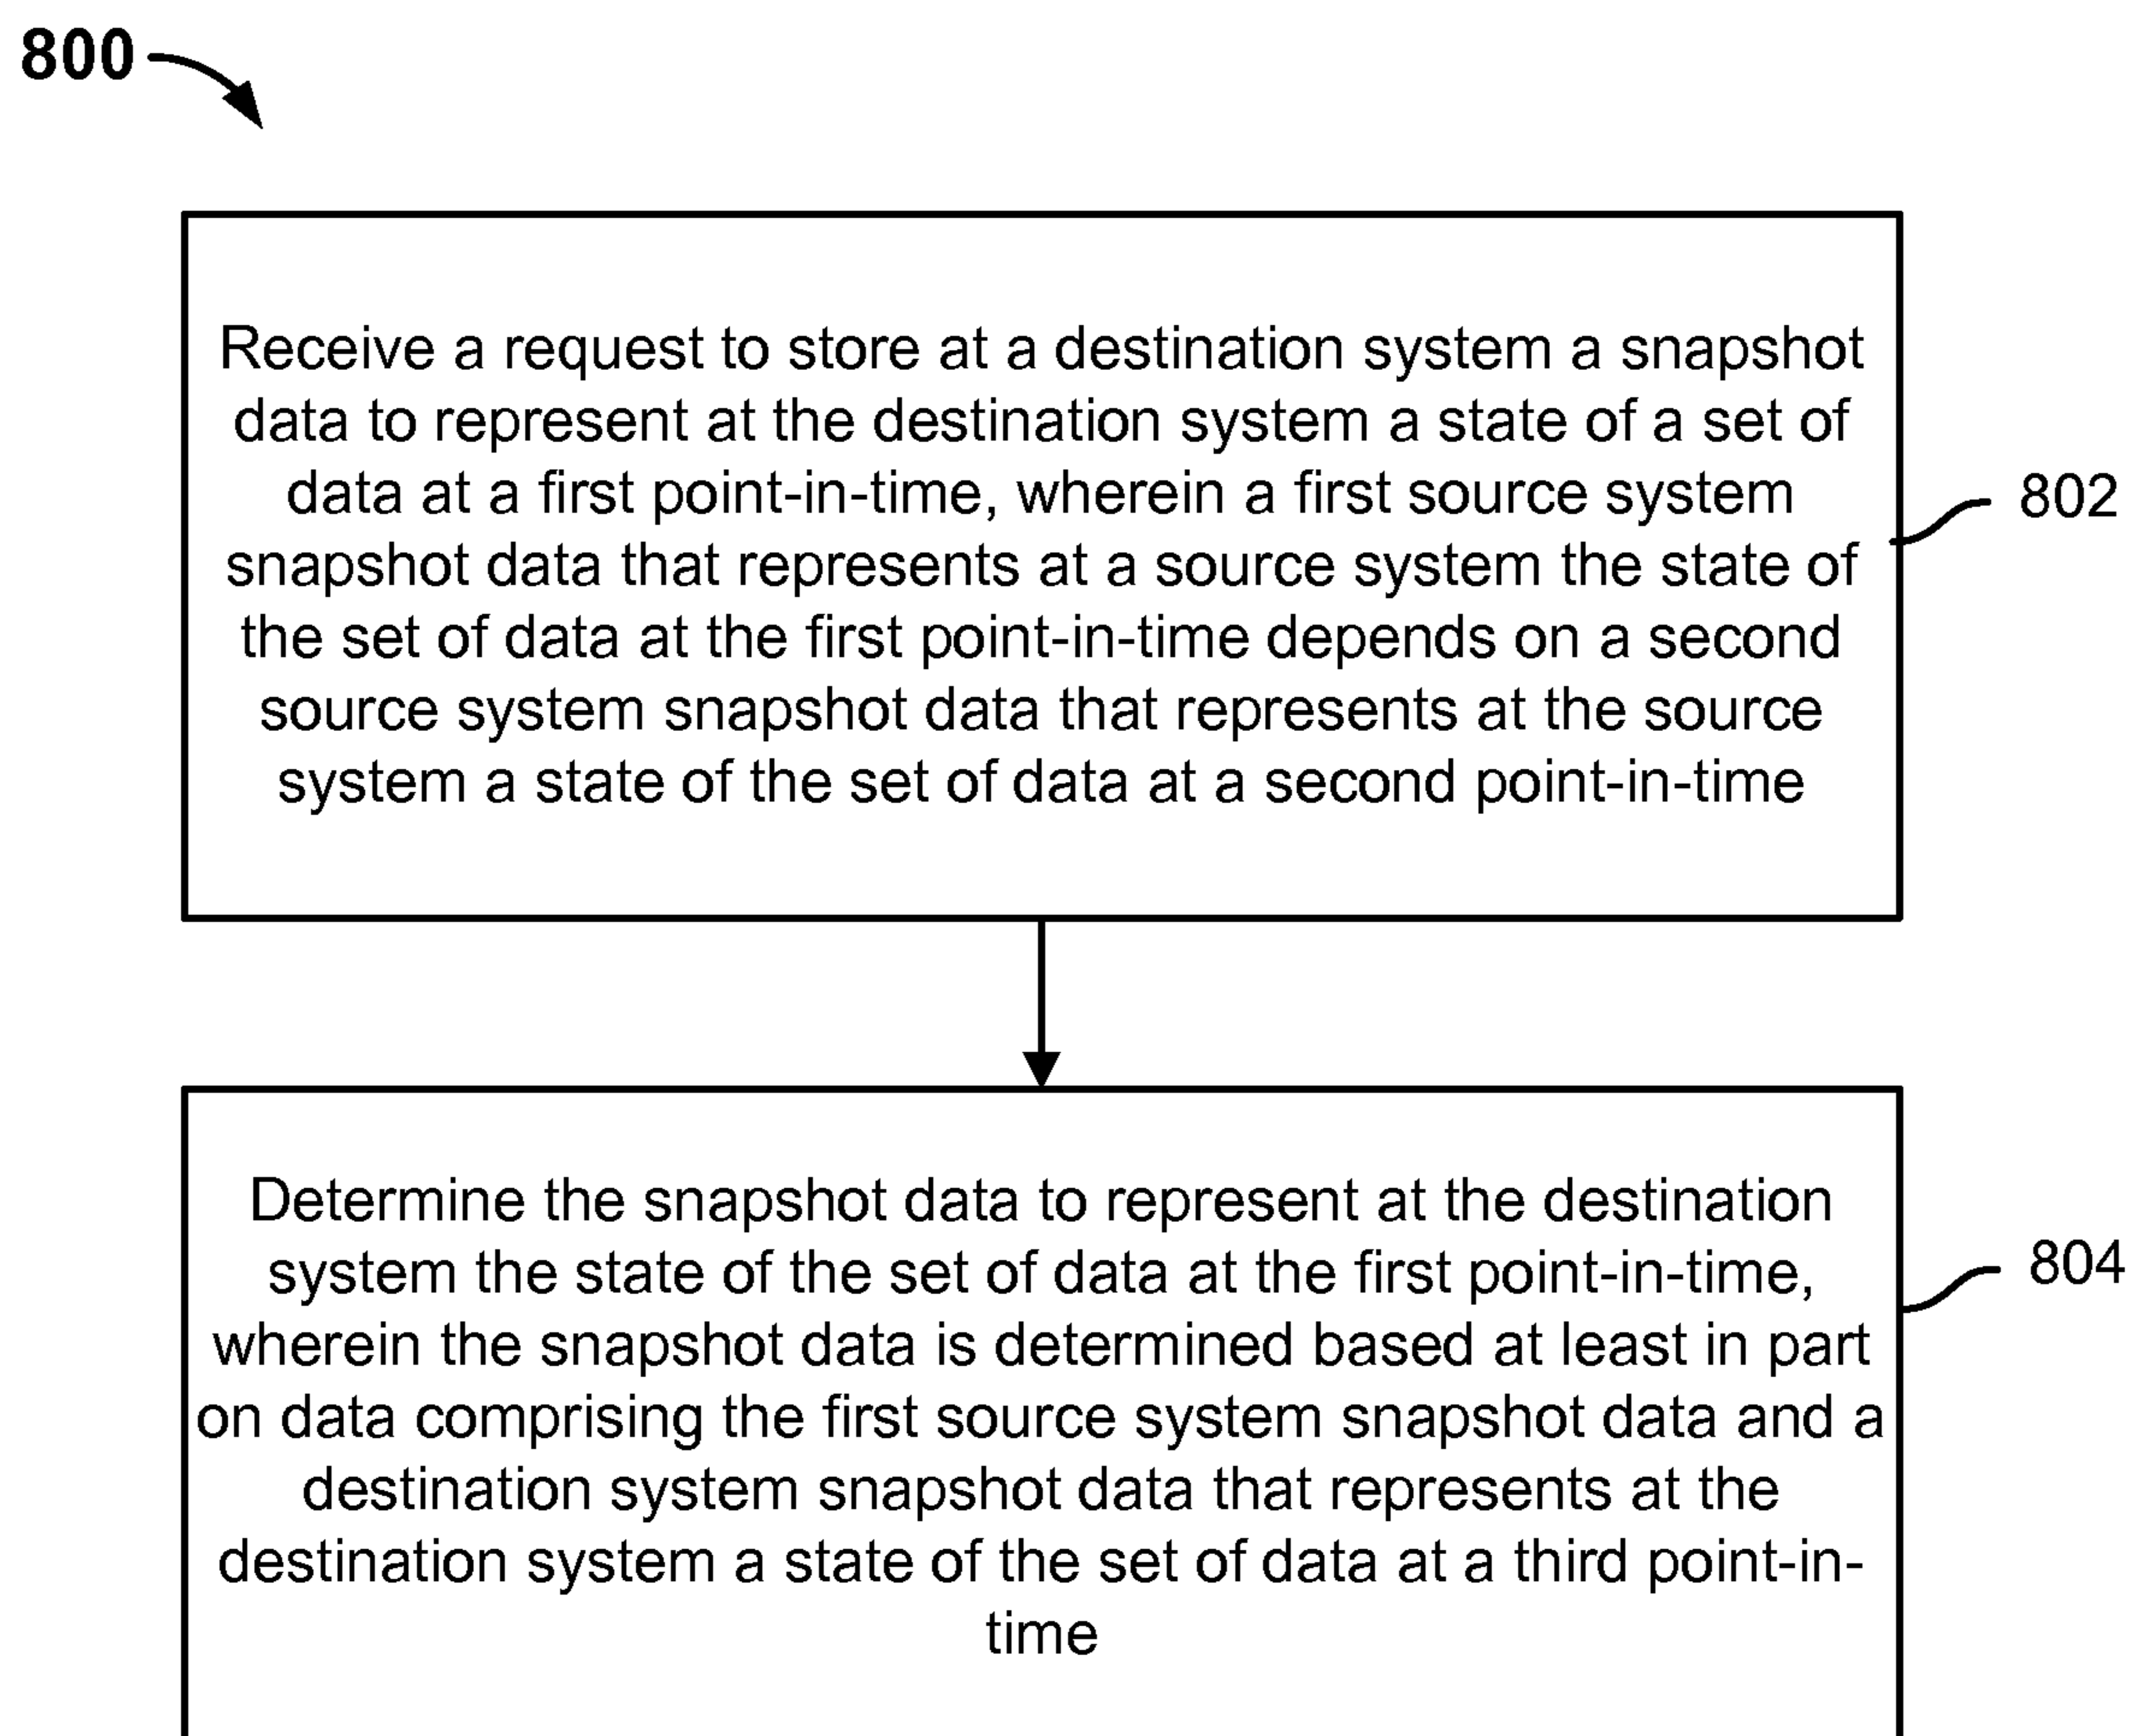 800
Receive a request to store at a destination system a snapshot
data to represent at the destination system a state of a set of
data at a first point-in-time, wherein a first source system
snapshot data that represents at a source system the state of
the set of data at the first point-in-time depends on a second
source system snapshot data that represents at the source
system a state of the set of data at a second point-in-time
802
Determine the snapshot data to represent at the destination
system the state of the set of data at the first point-in-time,
wherein the snapshot data is determined based at least in part
on data comprising the first source system snapshot data and a
destination system snapshot data that represents at the
destination system a state of the set of data at a third point-in-
time
804